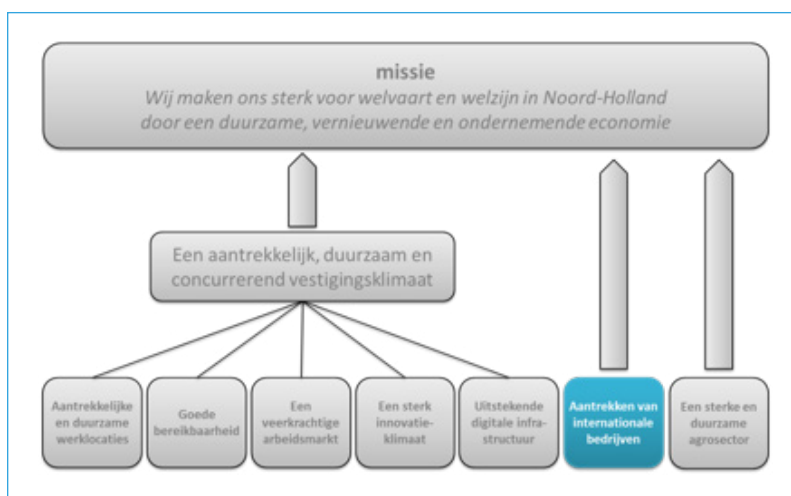 missie
Wij maken ons sterk voor welvaart en welzijn in Noord-Holland
door een duurzame, vernieuwende en ondernemende economie
Een aantrekkelijk, duurzaam en
concurrerend vestigingsklimaat
Aantrekkelijke
en duurzame
werklocaties
Goede
bereikbaarheid
Een
veerkrachtige
arbeidsmarkt
Een sterk
innovatie-
klimaat
Uitstekende
digitale infra-
structuur
Aantrekken van
internationale
bedrijven
Een sterke en
duurzame
agrosector